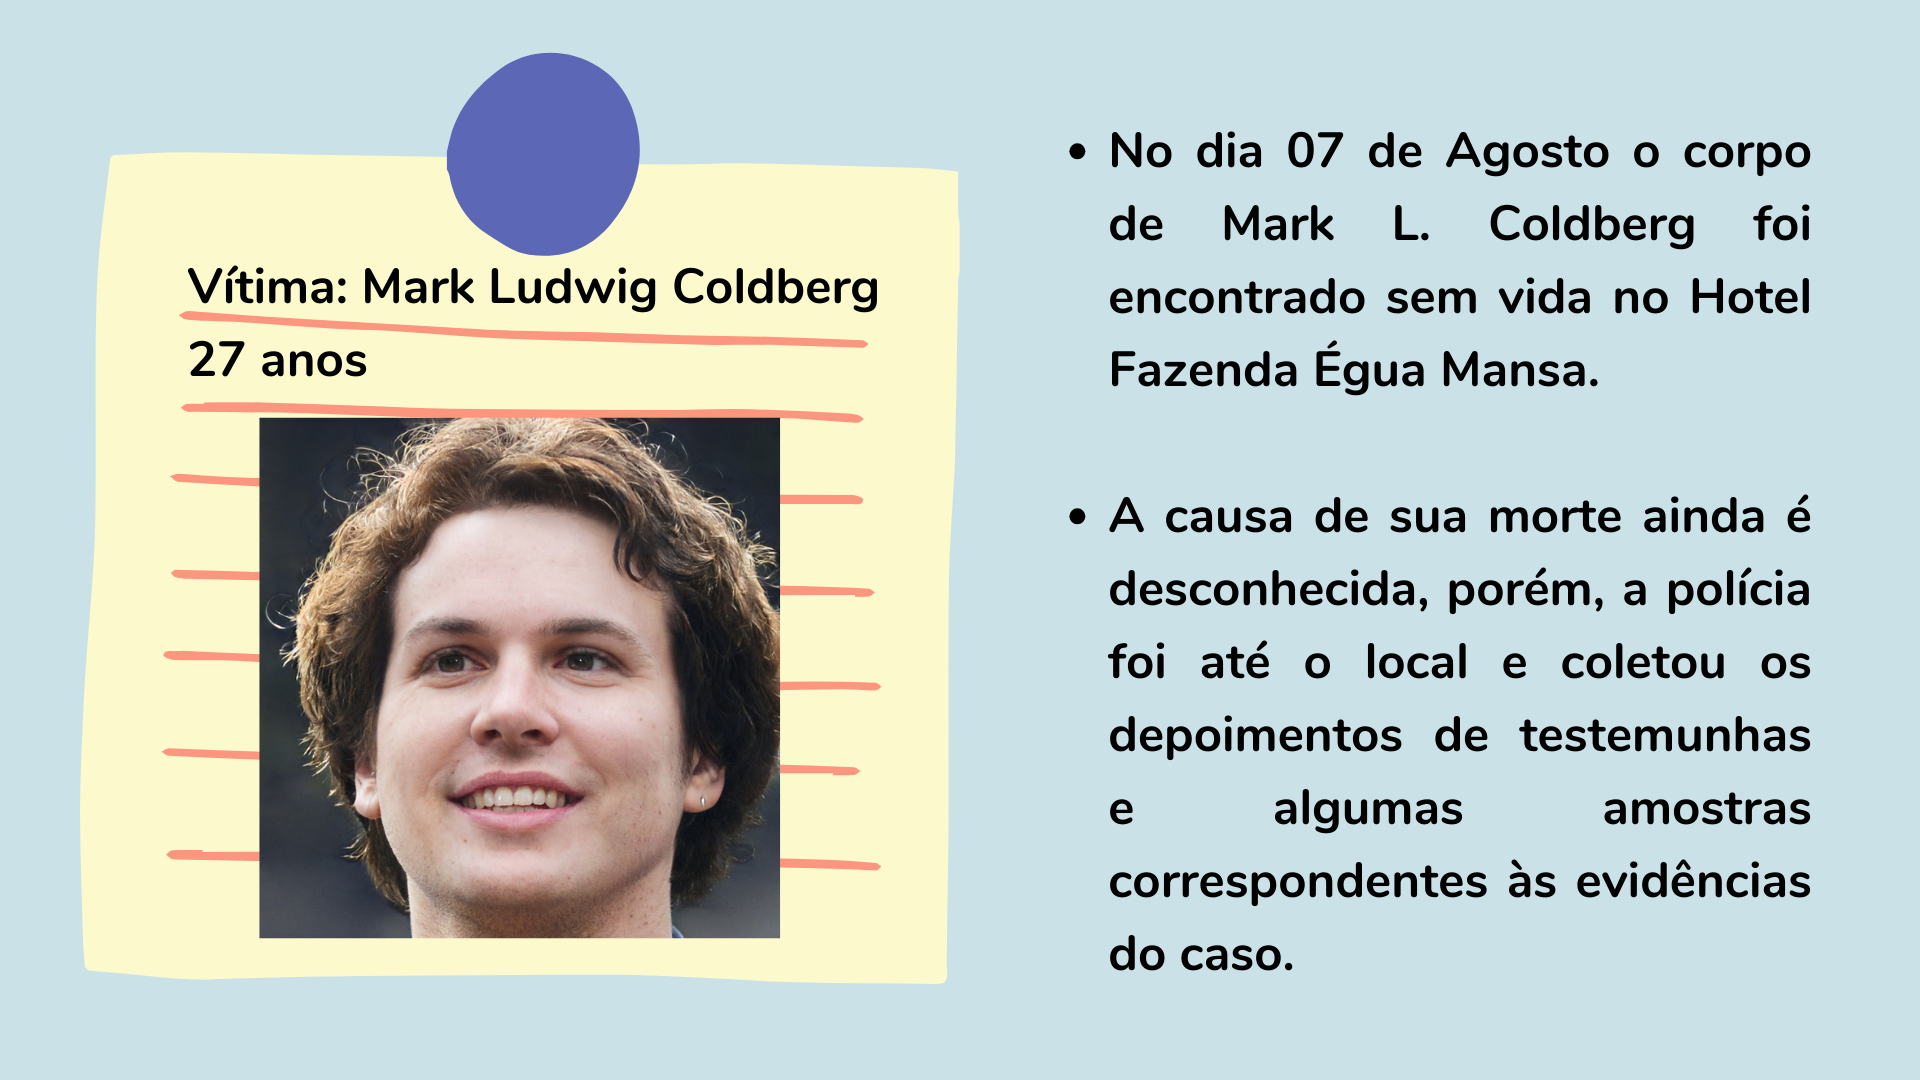 Vítima: Mark Ludwig Coldberg
27 anos
• No dia 07 de Agosto o corpo
de Mark L. Coldberg foi
encontrado sem vida no Hotel
Fazenda Égua Mansa.
• A causa de sua morte ainda é
desconhecida, porém, a polícia
foi até o local e coletou os
depoimentos de testemunhas
e algumas amostras
correspondentes às evidências
do caso.